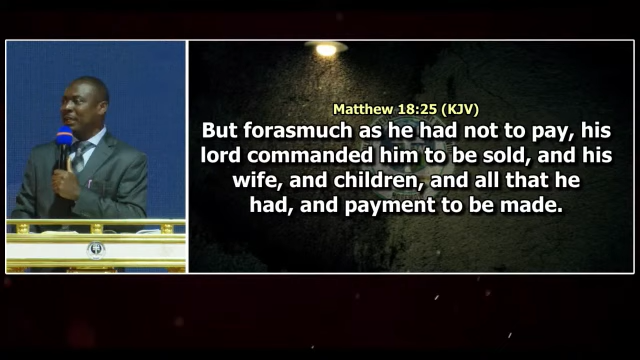 Matthew 18:25 (KJV)
But forasmuch as he had not to pay, his
lord commanded him to be sold, and his
wife, and children, and all that he
had, and payment to be made.